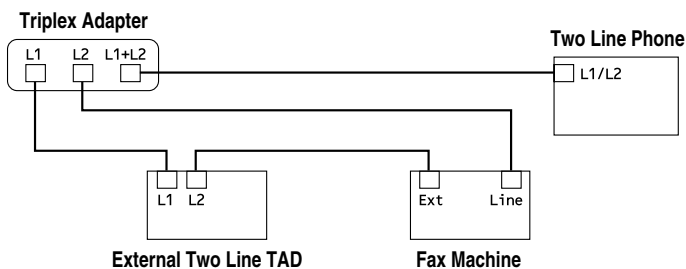 Triplex Adapter
L1 L2 L1+L2
Two Line Phone
L1/L2
L1 L2
Ext Line
External Two Line TAD
Fax Machine